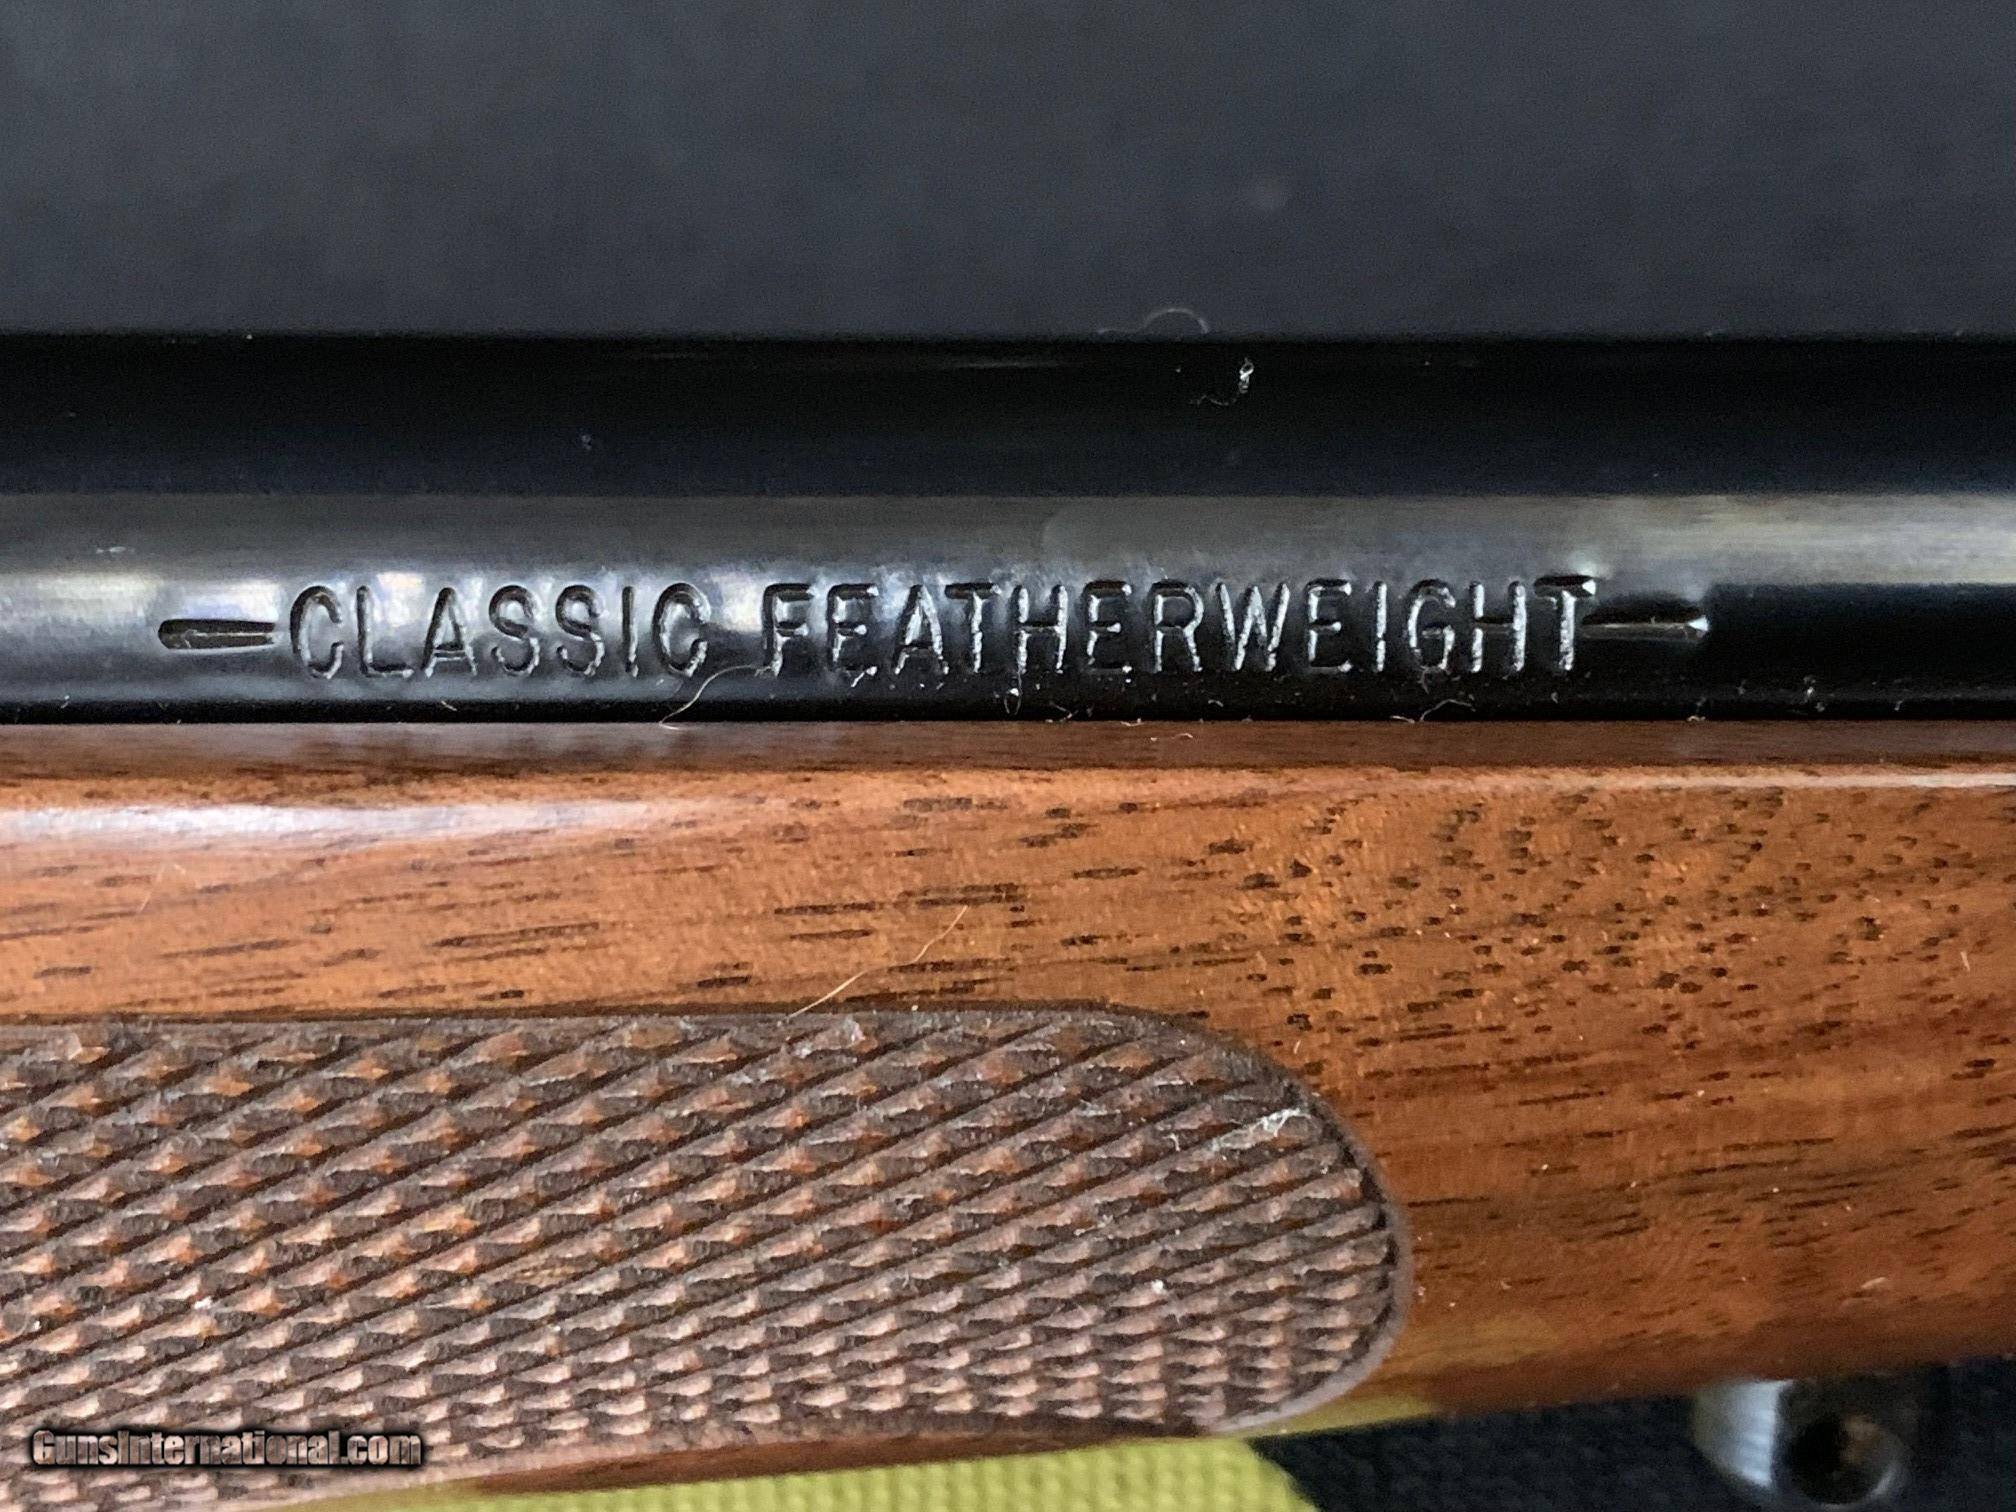 -CLASSIC FEATHERWEIGHT-
GunsInternational.com